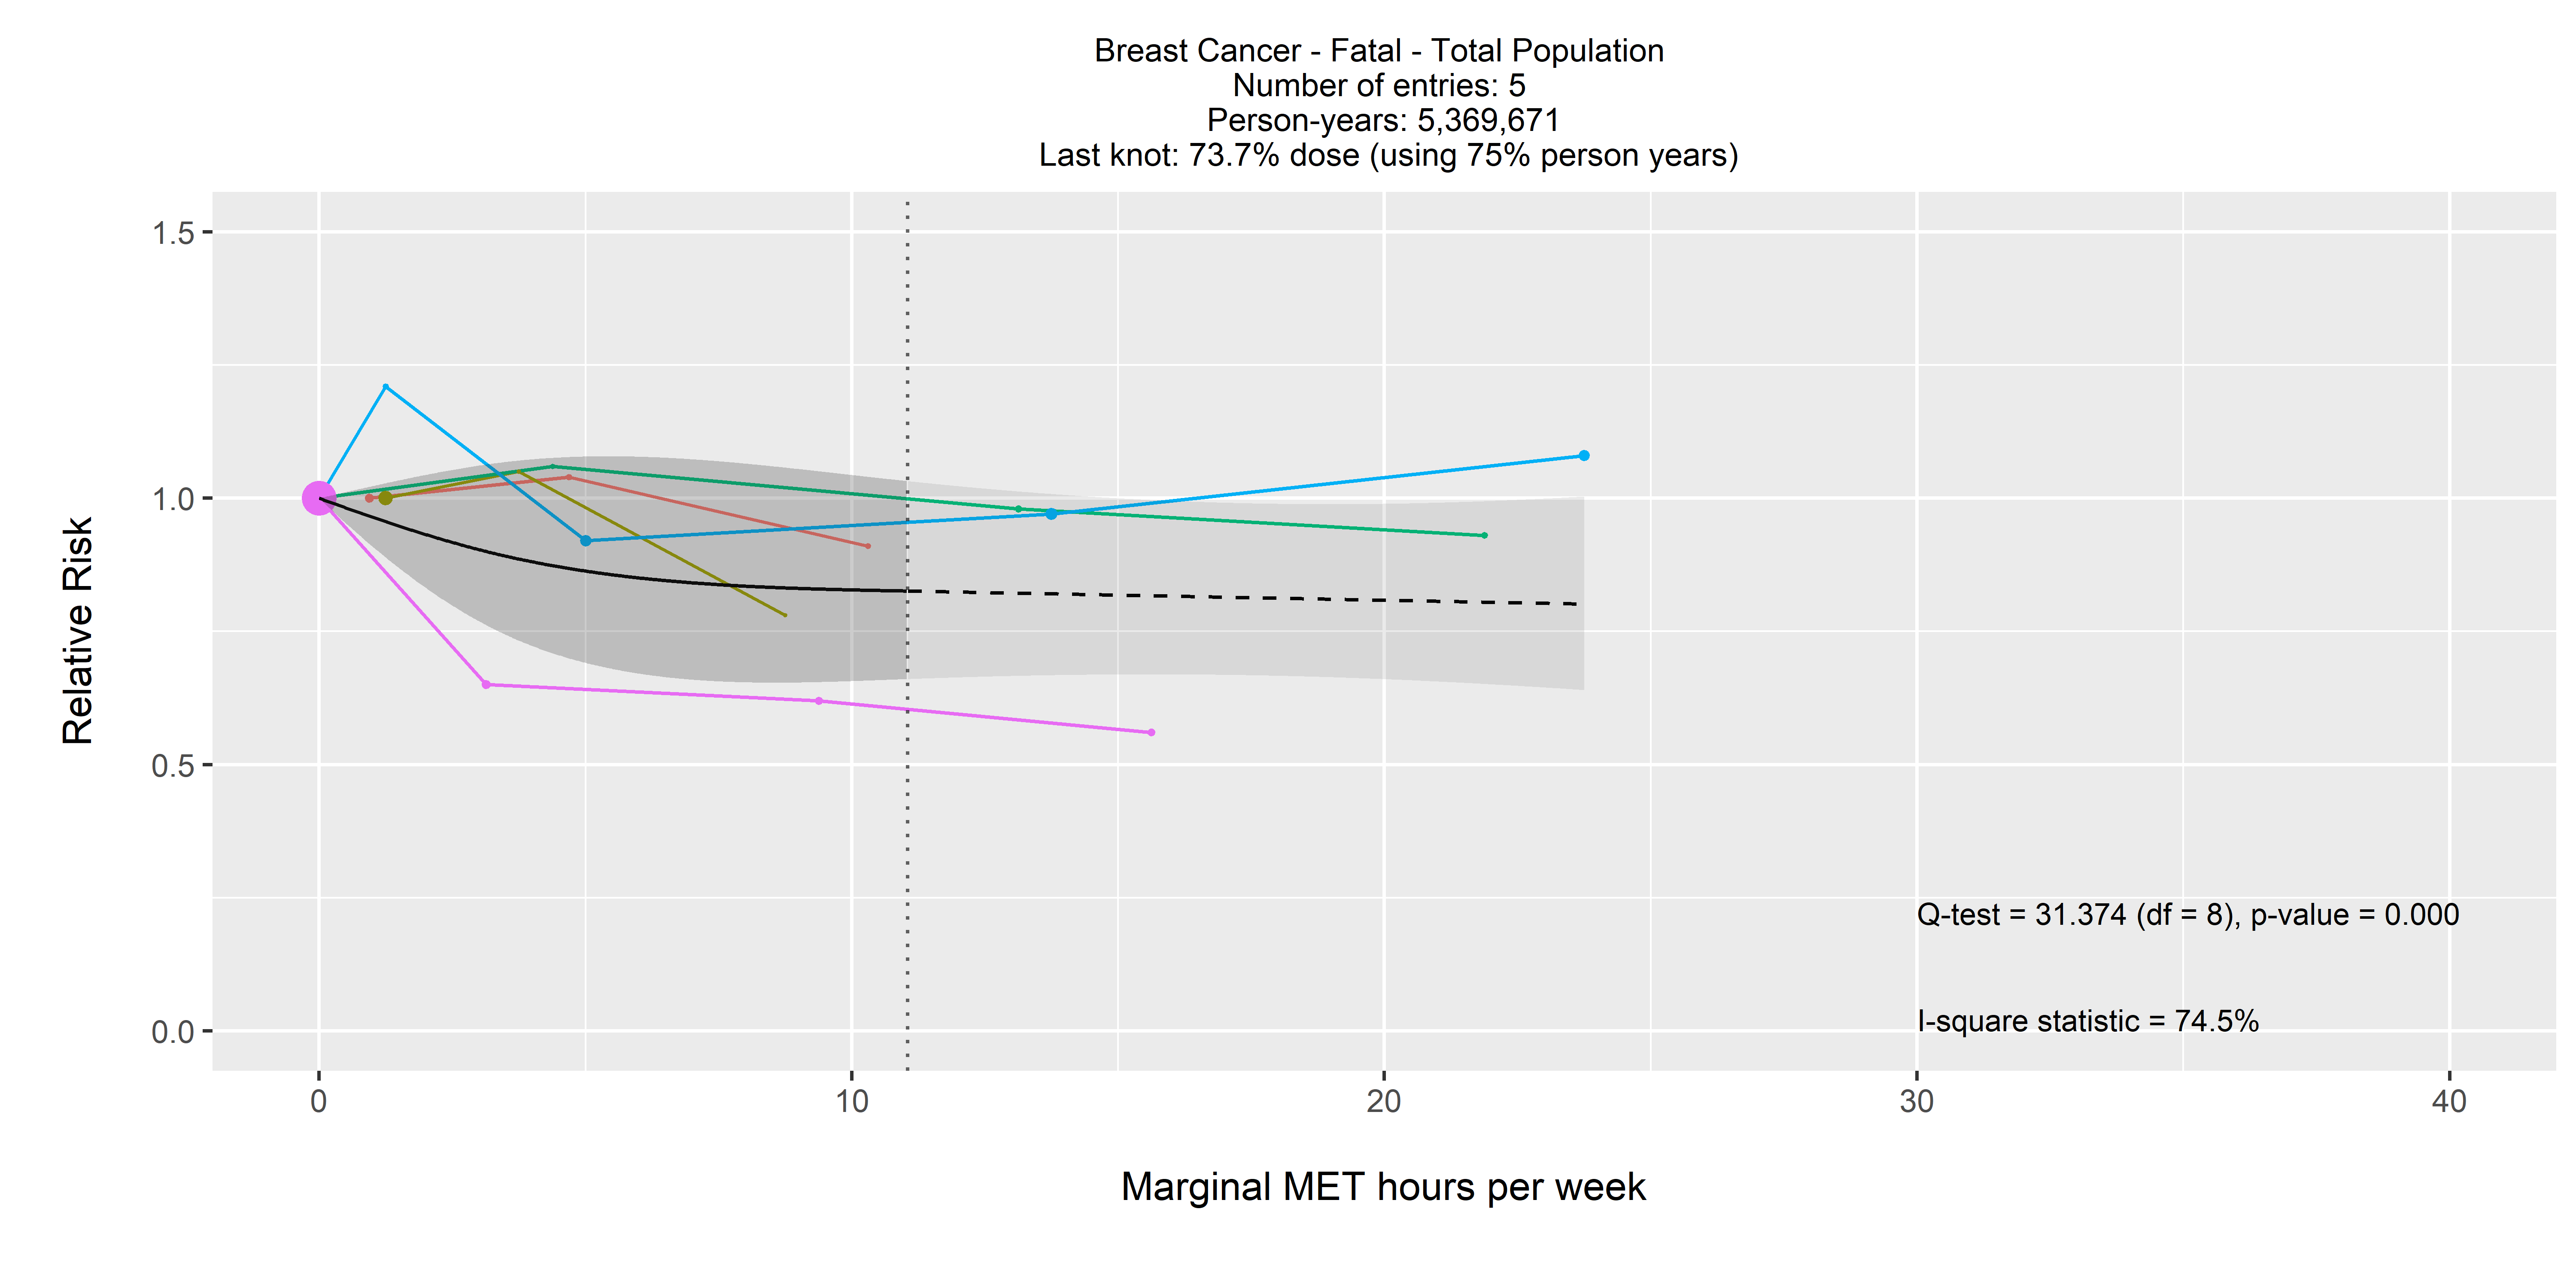 Breast Cancer - Fatal - Total Population
Number of entries: 5
Person-years: 5,369,671
Last knot: 73.7% dose (using 75% person years)
1.5
1.0
0.5
0.0
Relative Risk
Q-test = 31.374 (df = 8), p-value = 0.000
I-square statistic = 74.5%
0 10 20 30 40
Marginal MET hours per week